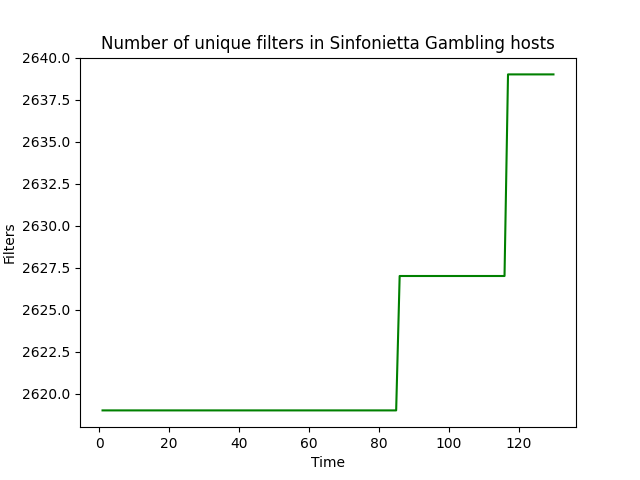 Number of unique filters in Sinfonietta Gambling hosts
2640.0
2637.5
2635.0
2632.5
2630.0
2627.5
2625.0
2622.5
2620.0
Filters
0 20 40 60 80 100 120
Time